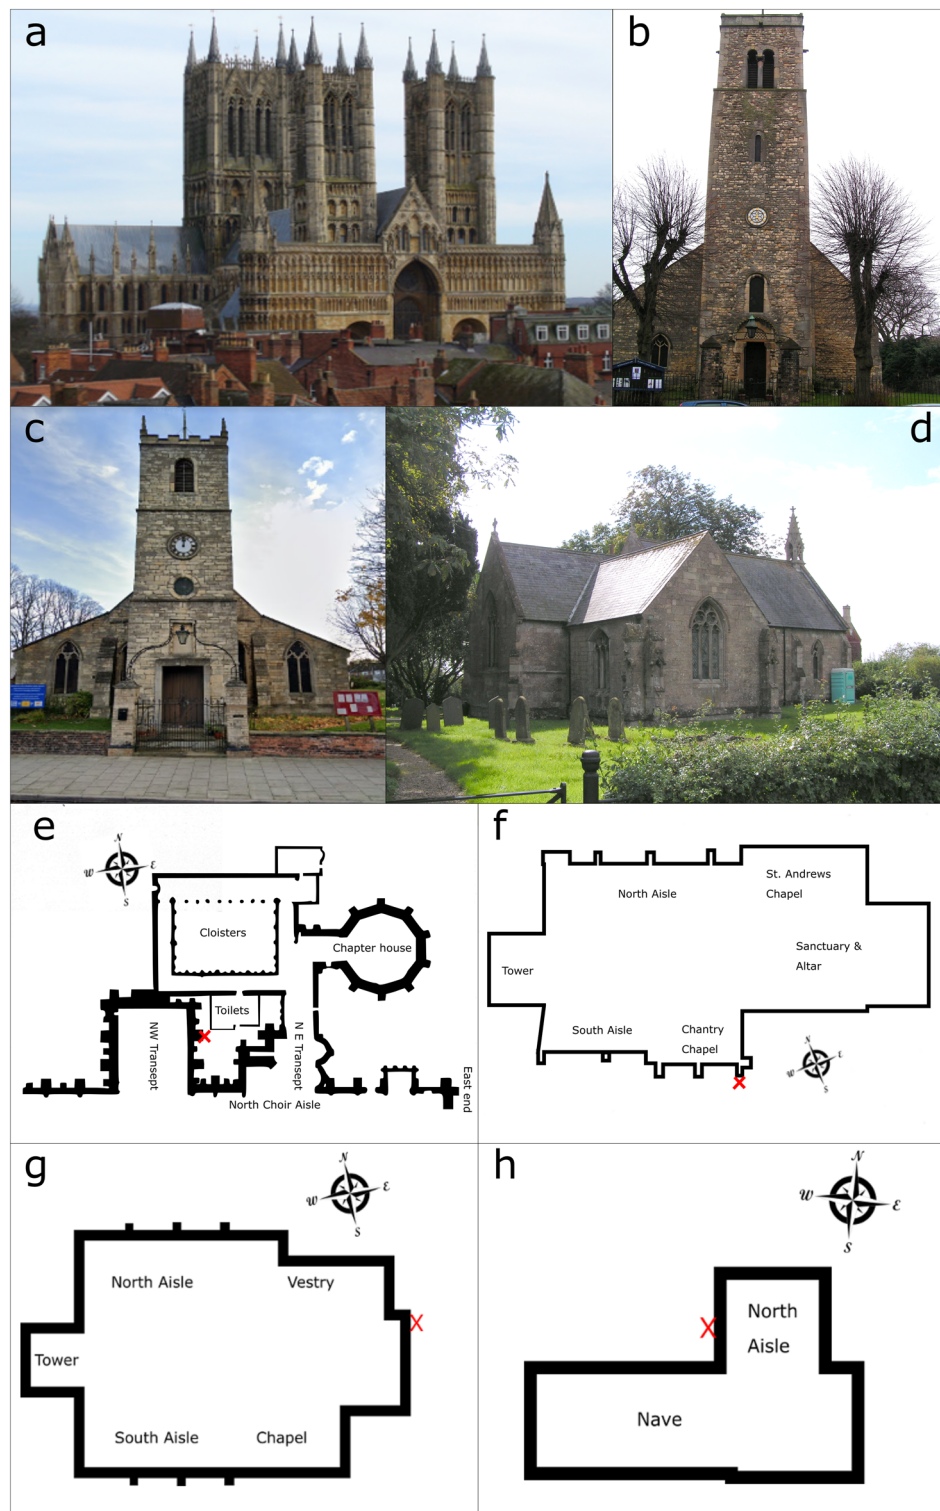 a
b
c
d
e
N
W
E
S
Cloisters
Chapter house
Toilets
NW Transept
N E Transept
North Choir Aisle
East end
f
North Aisle
St. Andrews
Chapel
Sanctuary &
Altar
Tower
South Aisle
Chantry
Chapel
N
W
E
S
g
N
W
E
S
North Aisle
Vestry
Tower
South Aisle
Chapel
h
N
W
E
S
North
Aisle
Nave